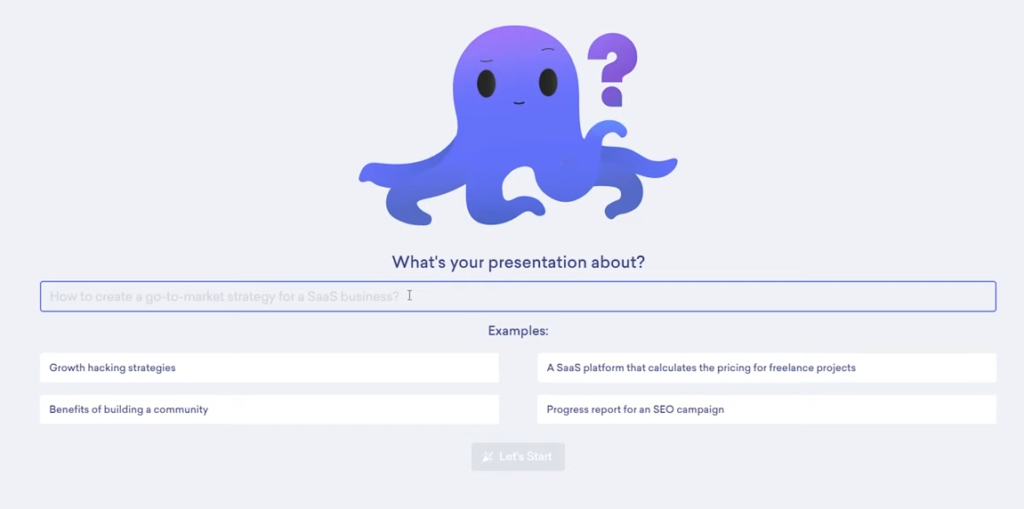 ?
What's your presentation about?
How to create a go-to-market strategy for a SaaS business?
Examples:
Growth hacking strategies
A SaaS platform that calculates the pricing for freelance projects
Benefits of building a community
Progress report for an SEO campaign
Let's Start